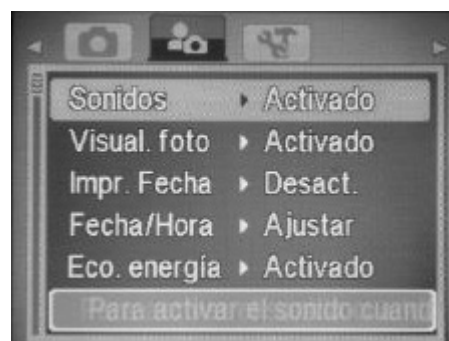 Sonidos Activado
Visual. foto Activado
Impr. Fecha Desact.
Fecha/Hora Ajustar
Eco. energía Activado
Para activar el sonido cuand